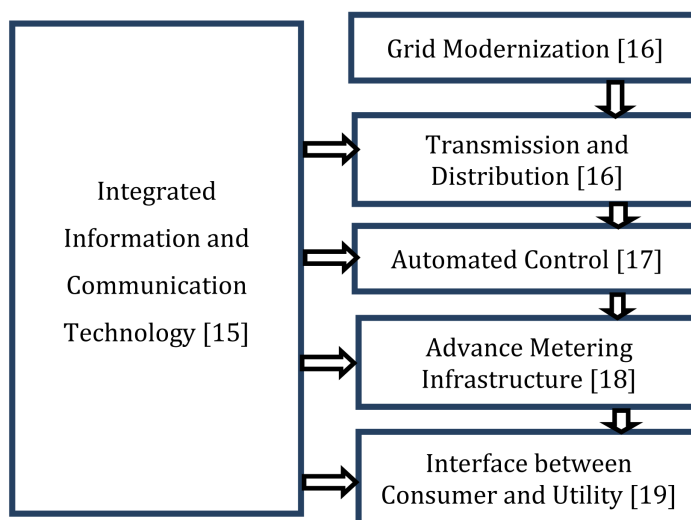 Integrated
Information and
Communication
Technology [15]
Grid Modernization [16]
Transmission and
Distribution [16]
Automated Control [17]
Advance Metering
Infrastructure [18]
Interface between
Consumer and Utility [19]